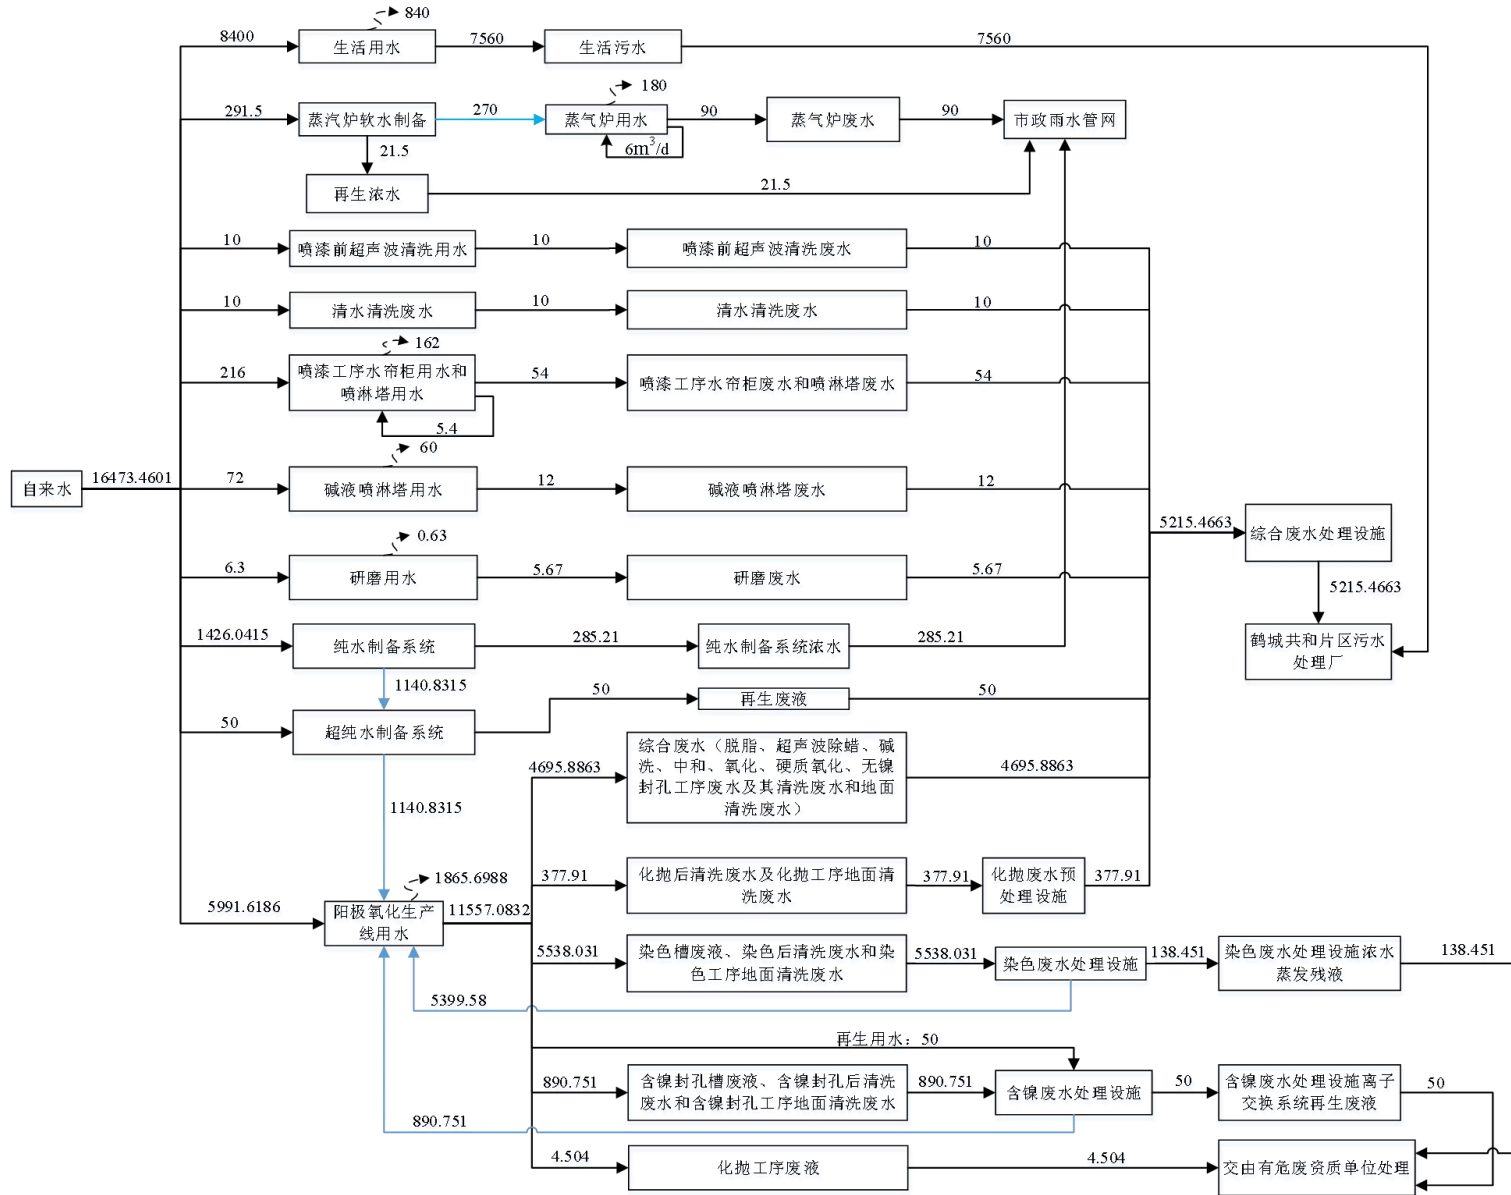 840
8400
生活用水
7560
生活污水
7560
180
291.5
蒸汽炉软水制备
270
蒸气炉用水
90
蒸气炉废水
90
市政雨水管网
6m³/d
21.5
再生浓水
21.5
10
喷漆前超声波清洗用水
10
喷漆前超声波清洗废水
10
10
清水清洗废水
10
清水清洗废水
10
162
216
喷漆工序水帘柜用水和
喷淋塔用水
54
喷漆工序水帘柜废水和喷淋塔废水
54
5.4
60
自来水
16473.4601
72
碱液喷淋塔用水
12
碱液喷淋塔废水
12
0.63
6.3
研磨用水
5.67
研磨废水
5.67
5215.4663
综合废水处理设施
5215.4663
鹤城共和片区污水
处理厂
1426.0415
纯水制备系统
285.21
纯水制备系统浓水
285.21
1140.8315
50
超纯水制备系统
50
再生废液
50
1140.8315
4695.8863
综合废水（脱脂、超声波除蜡、碱
洗、中和、氧化、硬质氧化、无镍
封孔工序废水及其清洗废水和地面
清洗废水）
4695.8863
377.91
化抛后清洗废水及化抛工序地面清
洗废水
377.91
化抛废水预
处理设施
377.91
1865.6988
5991.6186
阳极氧化生产
线用水
11557.0832
5538.031
染色槽废液、染色后清洗废水和染
色工序地面清洗废水
5538.031
染色废水处理设施
138.451
染色废水处理设施浓水
蒸发残液
138.451
5399.58
再生用水：50
890.751
含镍封孔槽废液、含镍封孔后清洗
废水和含镍封孔工序地面清洗废水
890.751
含镍废水处理设施
50
含镍废水处理设施离子
交换系统再生废液
50
890.751
4.504
化抛工序废液
4.504
交由有危废资质单位处理